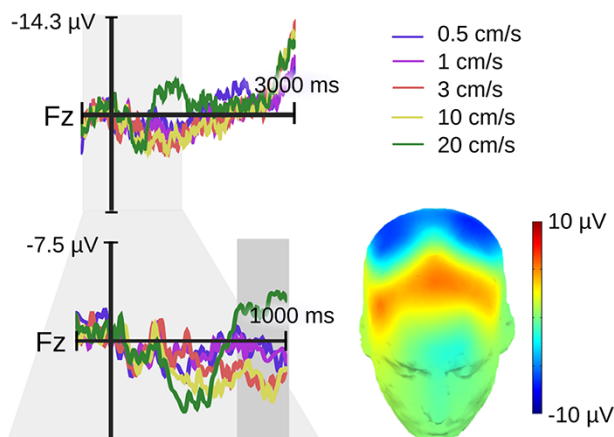 -14.3 µV
3000 ms
Fz
0.5 cm/s
1 cm/s
3 cm/s
10 cm/s
20 cm/s
-7.5 µV
1000 ms
Fz
10 µV
-10 µV